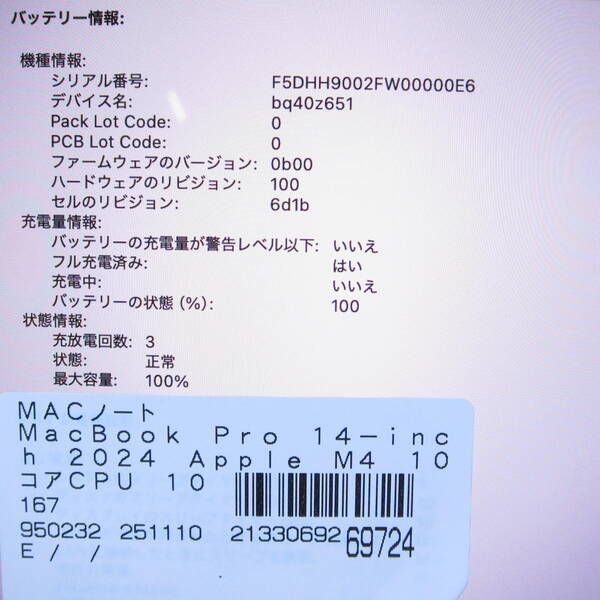 バッテリー情報:
機種情報:
シリアル番号: F5DHH9002FW00000E6
デバイス名: bq40z651
Pack Lot Code: 0
PCB Lot Code: 0
ファームウェアのバージョン: 0b00
ハードウェアのリビジョン: 100
セルのリビジョン: 6d1b
充電量情報:
バッテリーの充電量が警告レベル以下: いいえ
フル充電済み: はい
充電中: いいえ
バッテリーの状態 (%): 100
状態情報:
充放電回数: 3
状態: 正常
最大容量: 100%
MACノート
MacBook Pro 14-inc
h 2024 Apple M4 10
コアCPU 10
167
950232 251110 21330692 69724
E / /